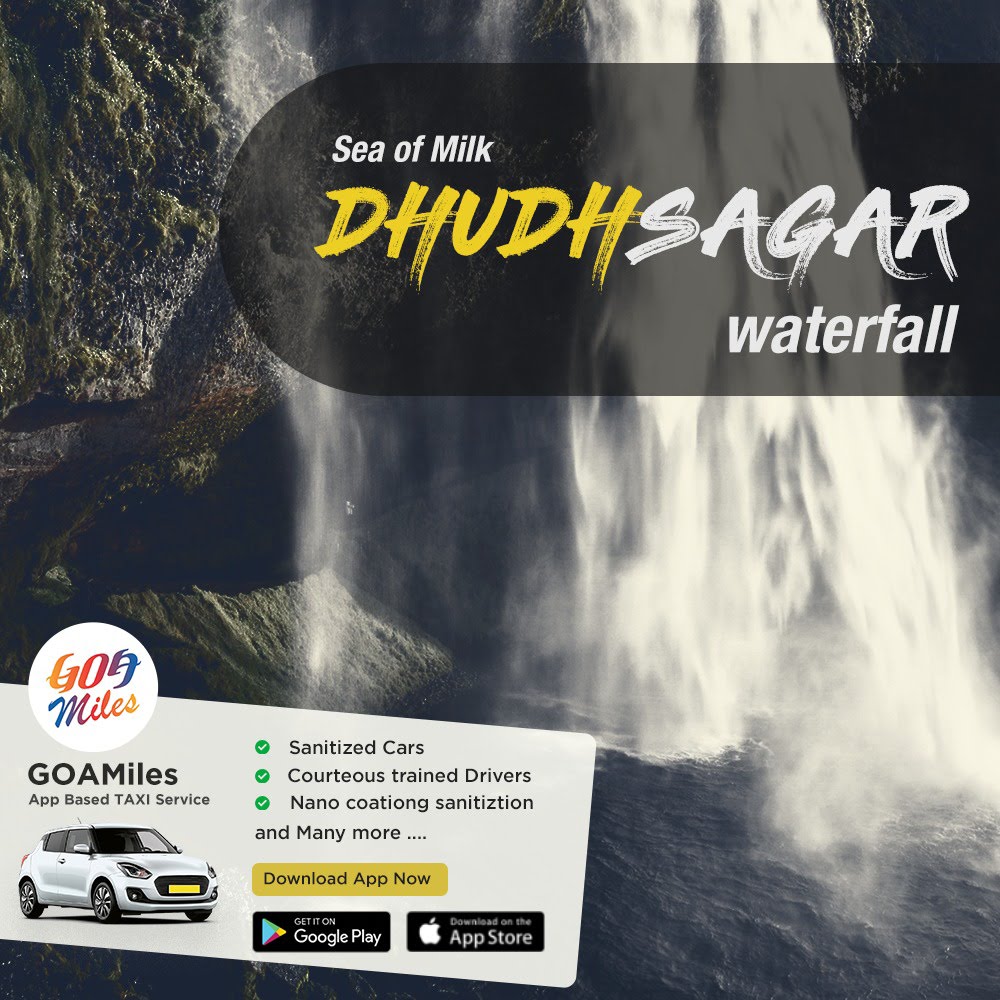 Sea of Milk
DHUDHSAGAR
waterfall
GOA
Miles
GOAMiles
App Based TAXI Service
Sanitized Cars
Courteous trained Drivers
Nano coationg sanitiztion
and Many more ....
Download App Now
GET IT ON
Google Play
Download on the
App Store